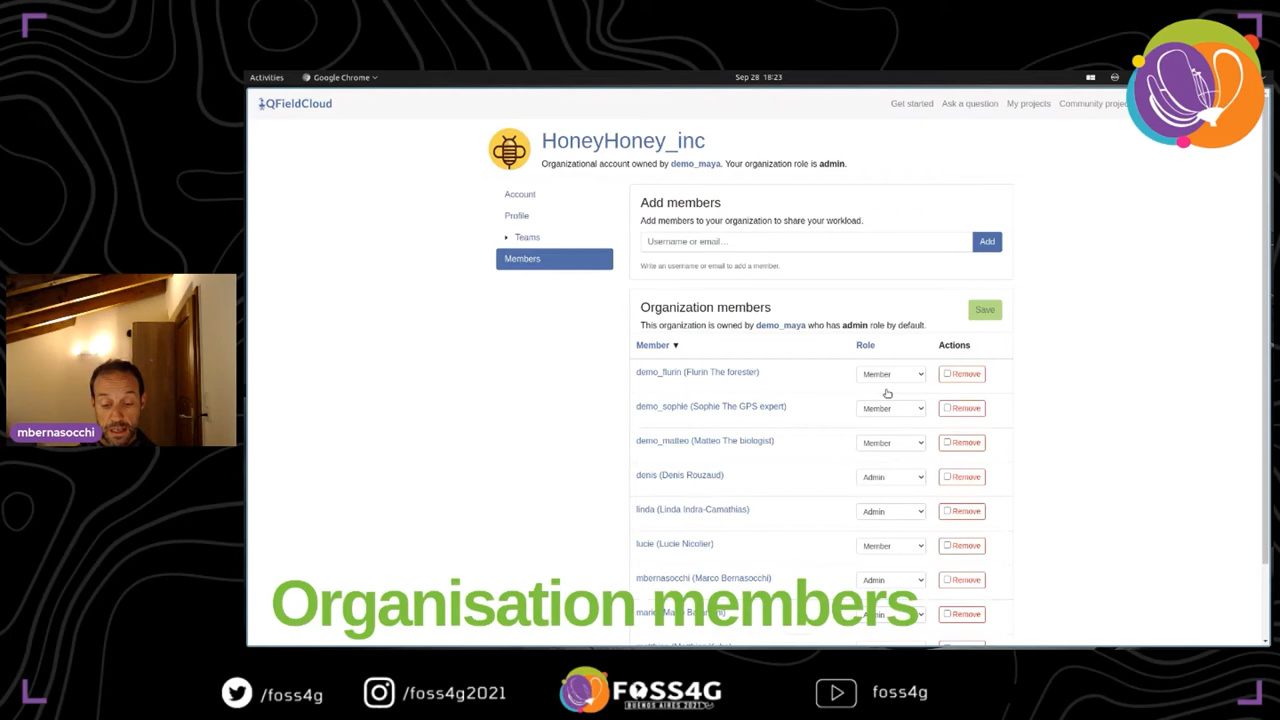 Activities
Google Chrome
Sep 28 18:23
QFieldCloud
Get started
Ask a question
My projects
Community
HoneyHoney_inc
Organizational account owned by demo_maya. Your organization role is admin.
Account
Profile
Teams
Members
Add members
Add members to your organization to share your workload.
Username or email...
Add
Write an username or email to add a member.
Organization members
Save
This organization is owned by demo_maya who has admin role by default.
Member ▼ Role Actions
demo_flurin (Flurin The forester) Member Remove
demo_sophie (Sophie The GPS expert) Member Remove
demo_matteo (Matteo The biologist) Member Remove
denis (Denis Rouzaud) Admin Remove
linda (Linda Indra-Camathias) Admin Remove
lucie (Lucie Nicolier) Member Remove
mbernasocchi (Marco Bernasocchi) Admin Remove
Admin Remove
Organisation members
mbernasocchi
/foss4g
/foss4g2021
FOSS4G
BUENOS AIRES 2021
foss4g